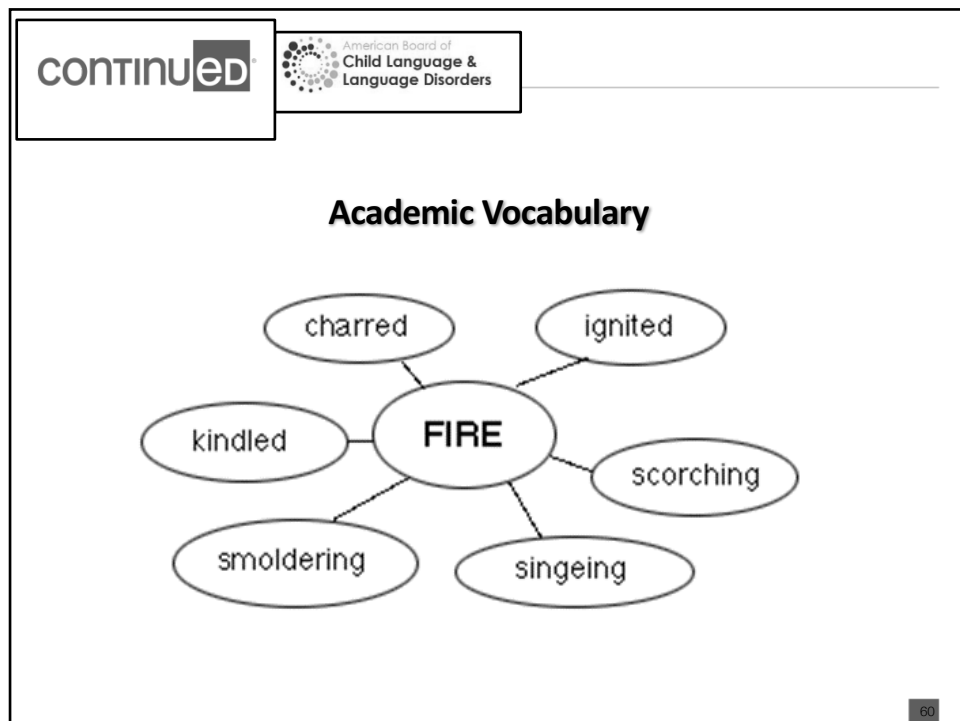 continued
American Board of
Child Language &
Language Disorders
Academic Vocabulary
charred
ignited
kindled
FIRE
scorching
smoldering
singeing
60